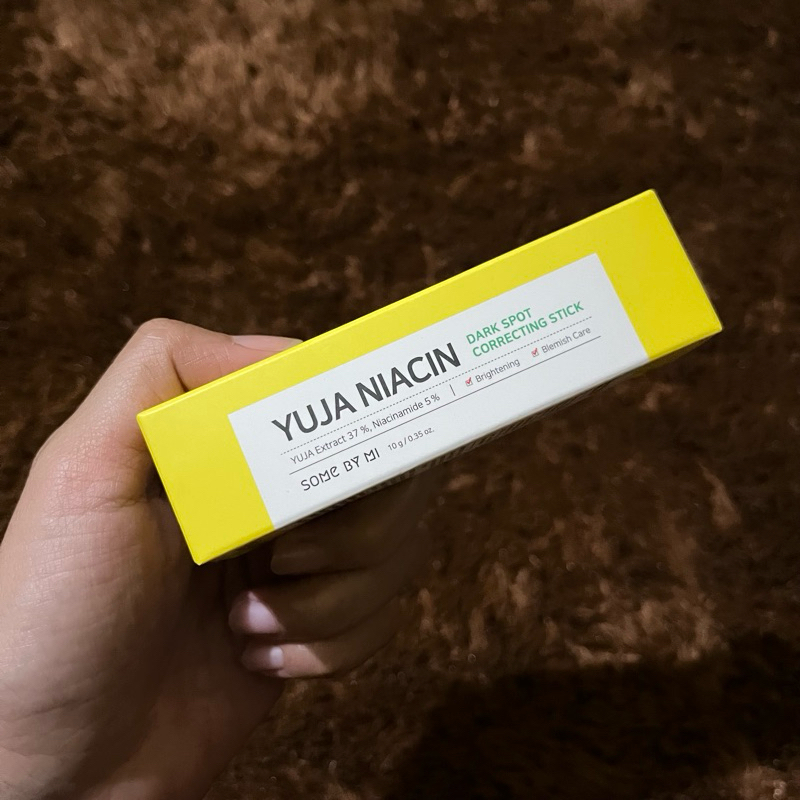 YUJA NIACIN
DARK SPOT
CORRECTING STICK
YUJA Extract 37 %, Niacinamide 5 % | Brightening Blemish Care
SOME BY MI 10 g / 0.35 oz.